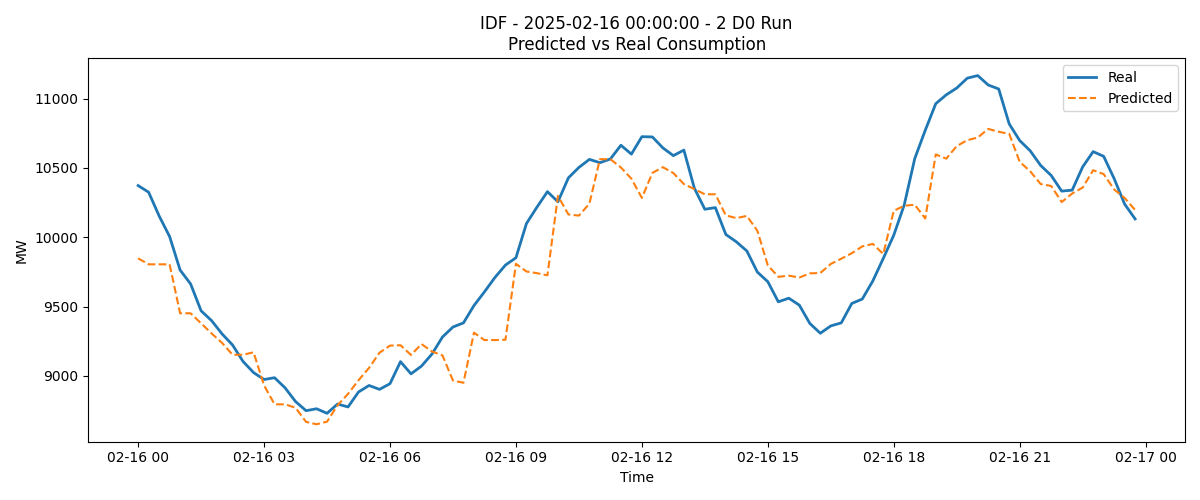 IDF - 2025-02-16 00:00:00 - 2 D0 Run
Predicted vs Real Consumption
Real
Predicted
MW
11000
10500
10000
9500
9000
02-16 00
02-16 03
02-16 06
02-16 09
02-16 12
02-16 15
02-16 18
02-16 21
02-17 00
Time